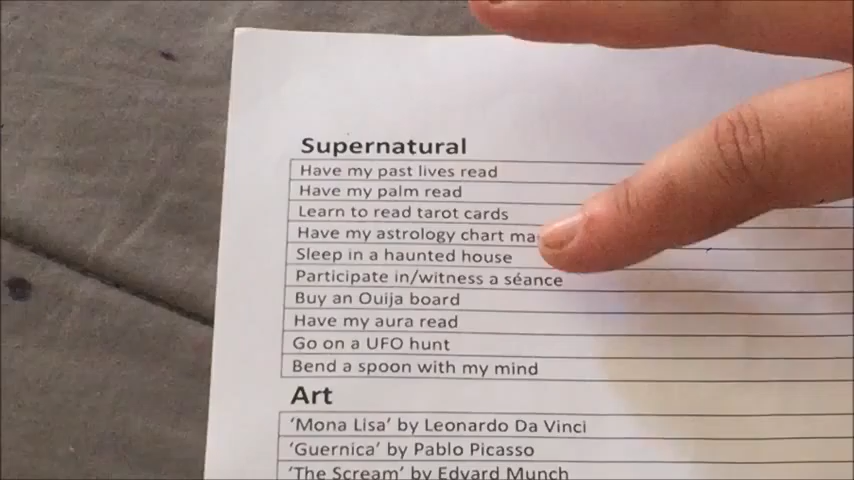 Supernatural
Have my past lives read
Have my palm read
Learn to read tarot cards
Have my astrology chart
Sleep in a haunted house
Participate in/witness a séance
Buy an Ouija board
Have my aura read
Go on a UFO hunt
Bend a spoon with my mind
Art
‘Mona Lisa’ by Leonardo Da Vinci
‘Guernica’ by Pablo Picasso
‘The Scream’ by Edvard Munch